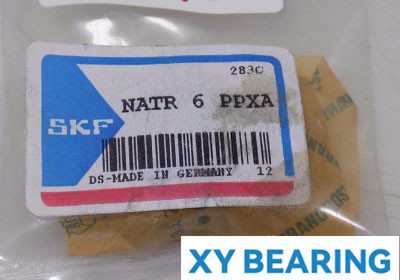 283C
NATR 6 PPXA
SKF
DS-MADE IN GERMANY 12
XY BEARING